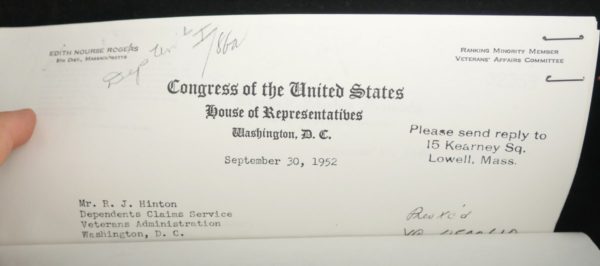 EDITH NOURSE ROGERS
5TH DIST., MASSACHUSETTS
RANKING MINORITY MEMBER
VETERANS' AFFAIRS COMMITTEE
Congress of the United States
House of Representatives
Washington, D. C.
Please send reply to
15 Kearney Sq.
Lowell, Mass.
September 30, 1952
Mr. R. J. Hinton
Dependents Claims Service
Veterans Administration
Washington, D. C.